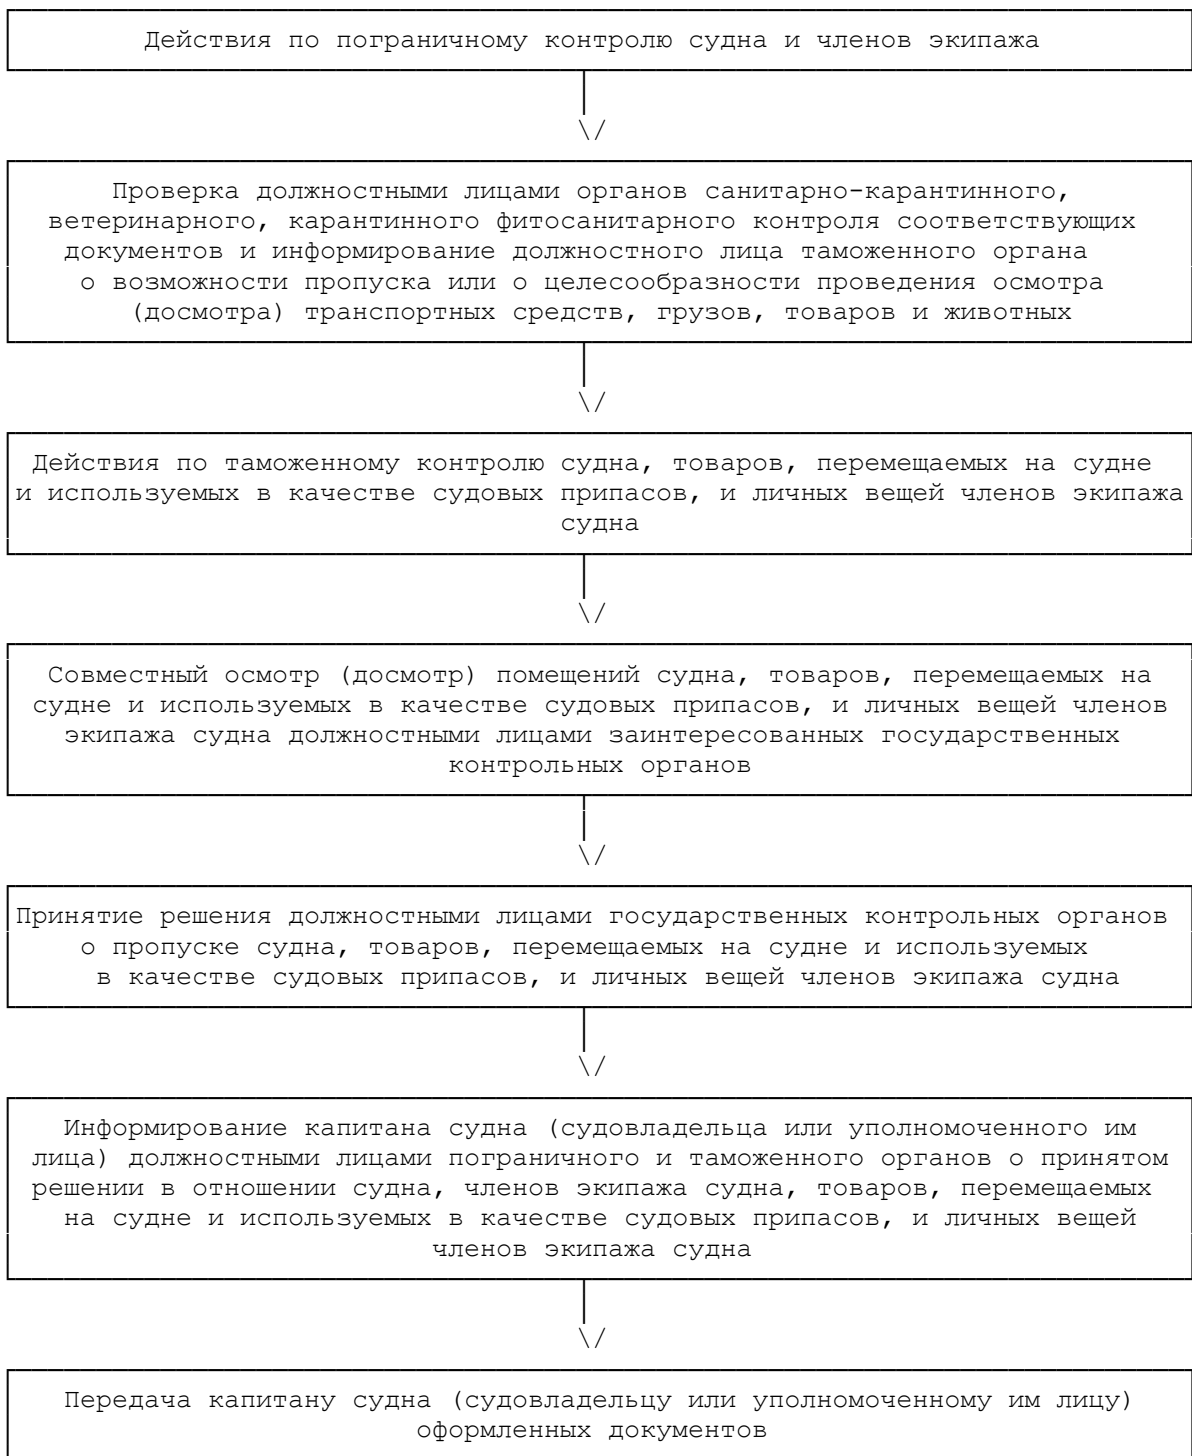 Действия по пограничному контролю судна и членов экипажа
Проверка должностными лицами органов санитарно-карантинного,
ветеринарного, карантинного фитосанитарного контроля соответствующих
документов и информирование должностного лица таможенного органа
о возможности пропуска или о целесообразности проведения осмотра
(досмотра) транспортных средств, грузов, товаров и животных
Действия по таможенному контролю судна, товаров, перемещаемых на судне
и используемых в качестве судовых припасов, и личных вещей членов экипажа
судна
Совместный осмотр (досмотр) помещений судна, товаров, перемещаемых на
судне и используемых в качестве судовых припасов, и личных вещей членов
экипажа судна должностными лицами заинтересованных государственных
контрольных органов
Принятие решения должностными лицами государственных контрольных органов
о пропуске судна, товаров, перемещаемых на судне и используемых
в качестве судовых припасов, и личных вещей членов экипажа судна
Информирование капитана судна (судовладельца или уполномоченного им
лица) должностными лицами пограничного и таможенного органов о принятом
решении в отношении судна, членов экипажа судна, товаров, перемещаемых
на судне и используемых в качестве судовых припасов, и личных вещей
членов экипажа судна
Передача капитану судна (судовладельцу или уполномоченному им лицу)
оформленных документов